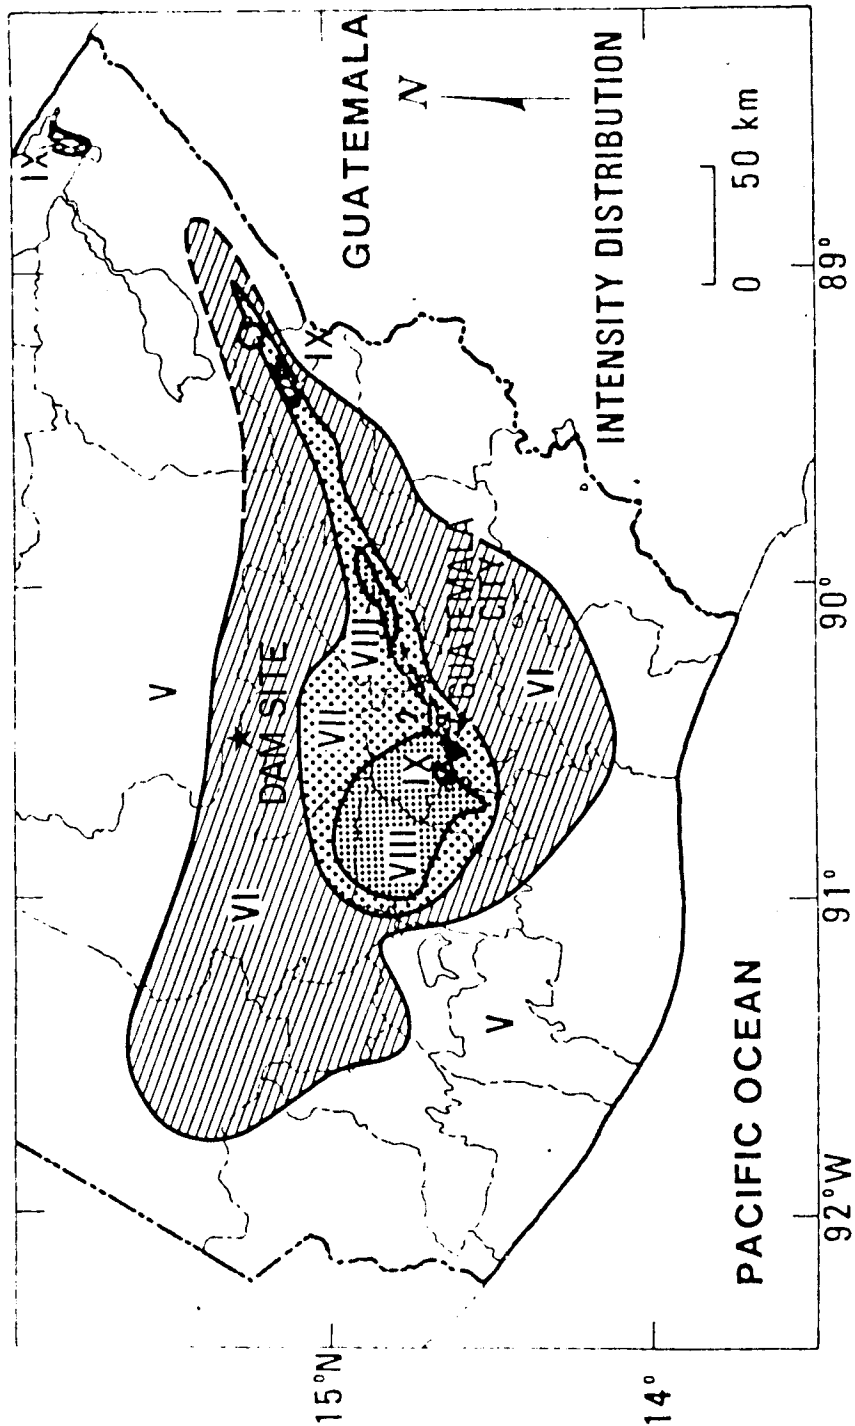 IX
GUATEMALA
N
V
IX
DAM SITE
VIII
GUATEMALA
CITY
VII
VI
VI
IX
VIII
V
INTENSITY DISTRIBUTION
0 50 km
PACIFIC OCEAN
15°N
14°
92°W
91°
90°
89°